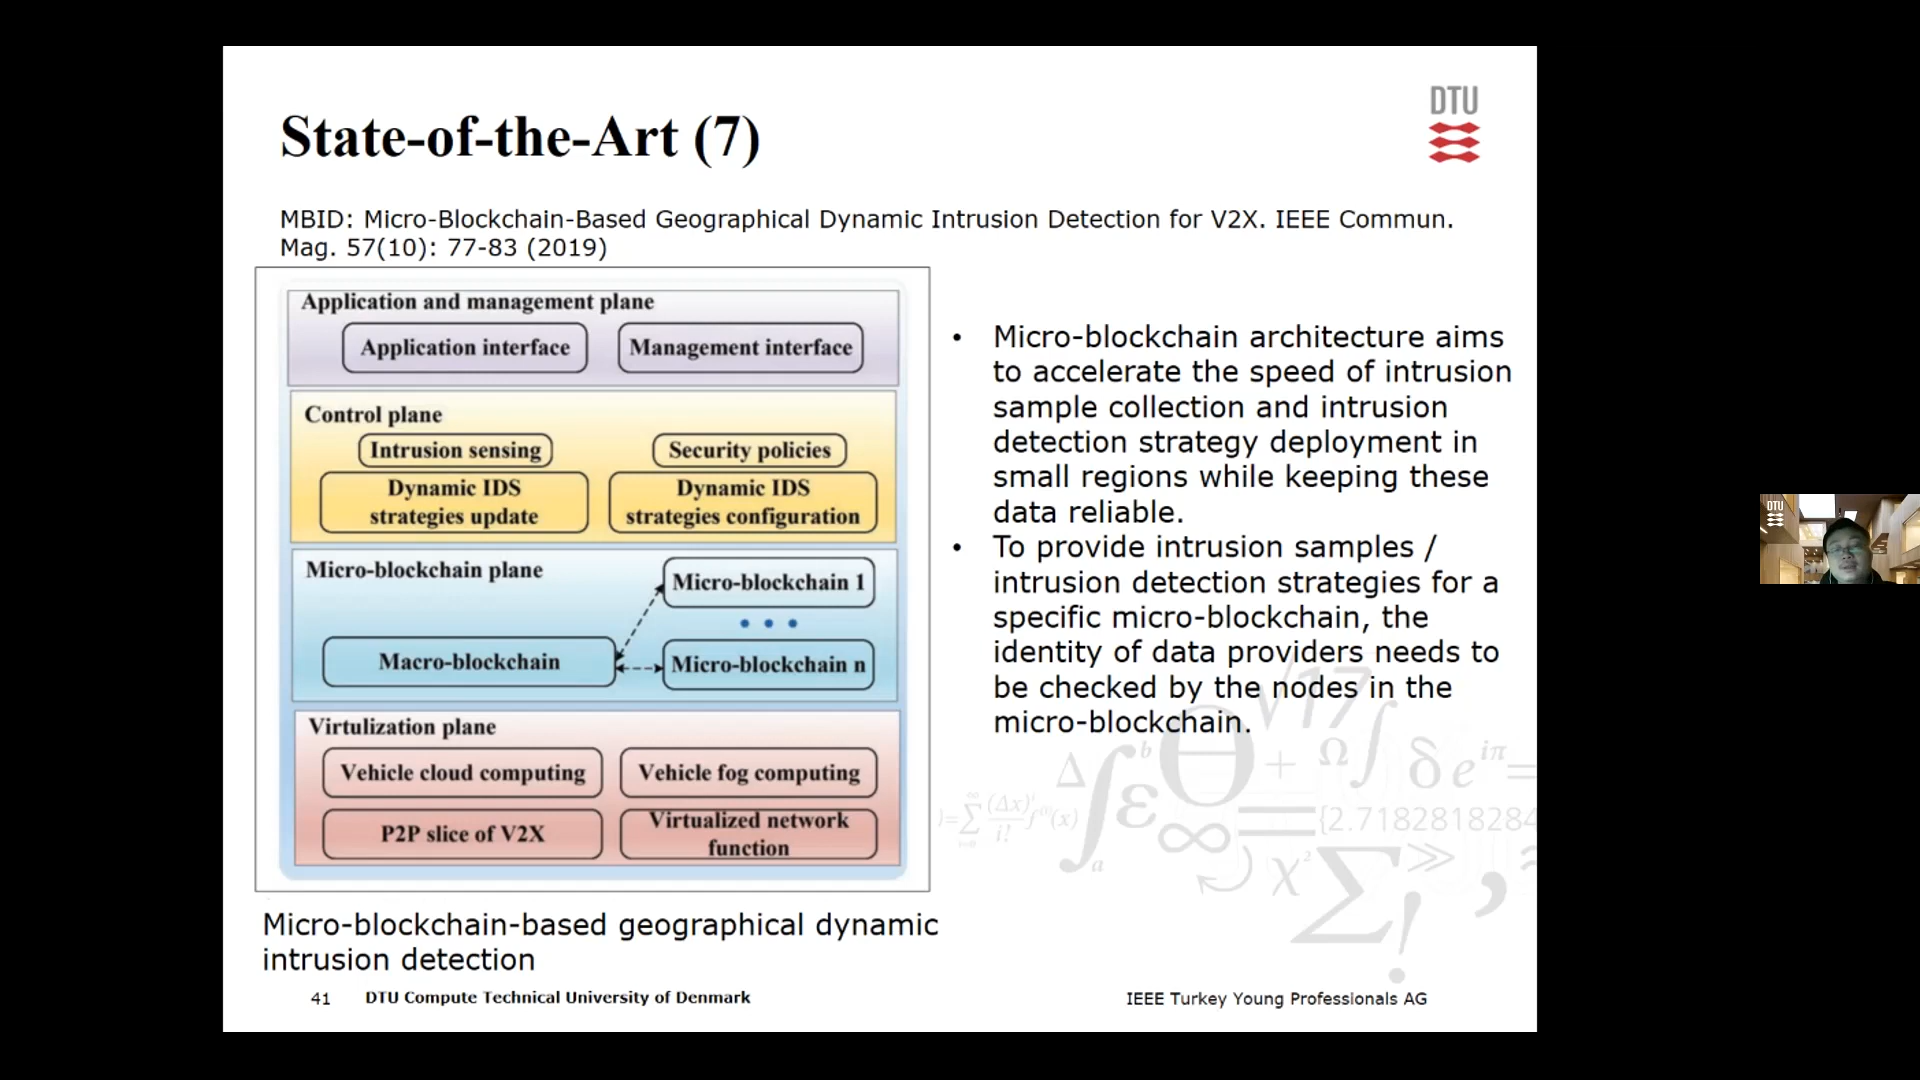 DTU
State-of-the-Art (7)
MBID: Micro-Blockchain-Based Geographical Dynamic Intrusion Detection for V2X. IEEE Commun.
Mag. 57(10): 77-83 (2019)
Application and management plane
Application interface
Management interface
Control plane
Intrusion sensing
Security policies
Dynamic IDS
strategies update
Dynamic IDS
strategies configuration
Micro-blockchain plane
Micro-blockchain 1
Macro-blockchain
Micro-blockchain n
Virtulization plane
Vehicle cloud computing
Vehicle fog computing
P2P slice of V2X
Virtualized network
function
• Micro-blockchain architecture aims
to accelerate the speed of intrusion
sample collection and intrusion
detection strategy deployment in
small regions while keeping these
data reliable.
• To provide intrusion samples /
intrusion detection strategies for a
specific micro-blockchain, the
identity of data providers needs to
be checked by the nodes in the
micro-blockchain.
Micro-blockchain-based geographical dynamic
intrusion detection
41 DTU Compute Technical University of Denmark
IEEE Turkey Young Professionals AG
DTU